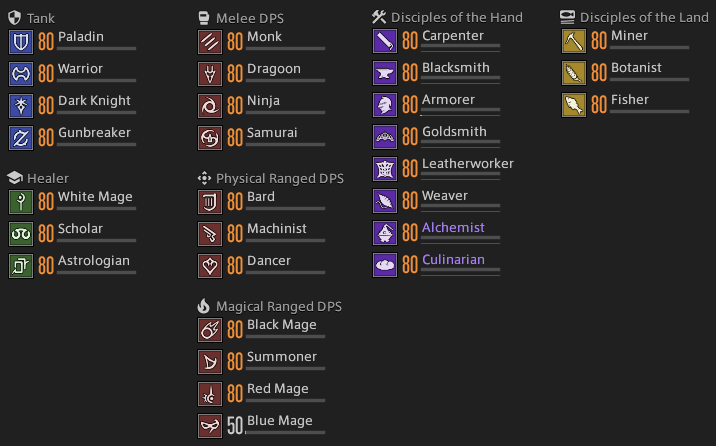 Tank
80 Paladin
80 Warrior
80 Dark Knight
80 Gunbreaker
Healer
80 White Mage
80 Scholar
80 Astrologian
Melee DPS
80 Monk
80 Dragoon
80 Ninja
80 Samurai
Physical Ranged DPS
80 Bard
80 Machinist
80 Dancer
Magical Ranged DPS
80 Black Mage
80 Summoner
80 Red Mage
50 Blue Mage
Disciples of the Hand
80 Carpenter
80 Blacksmith
80 Armorer
80 Goldsmith
80 Leatherworker
80 Weaver
80 Alchemist
80 Culinarian
Disciples of the Land
80 Miner
80 Botanist
80 Fisher